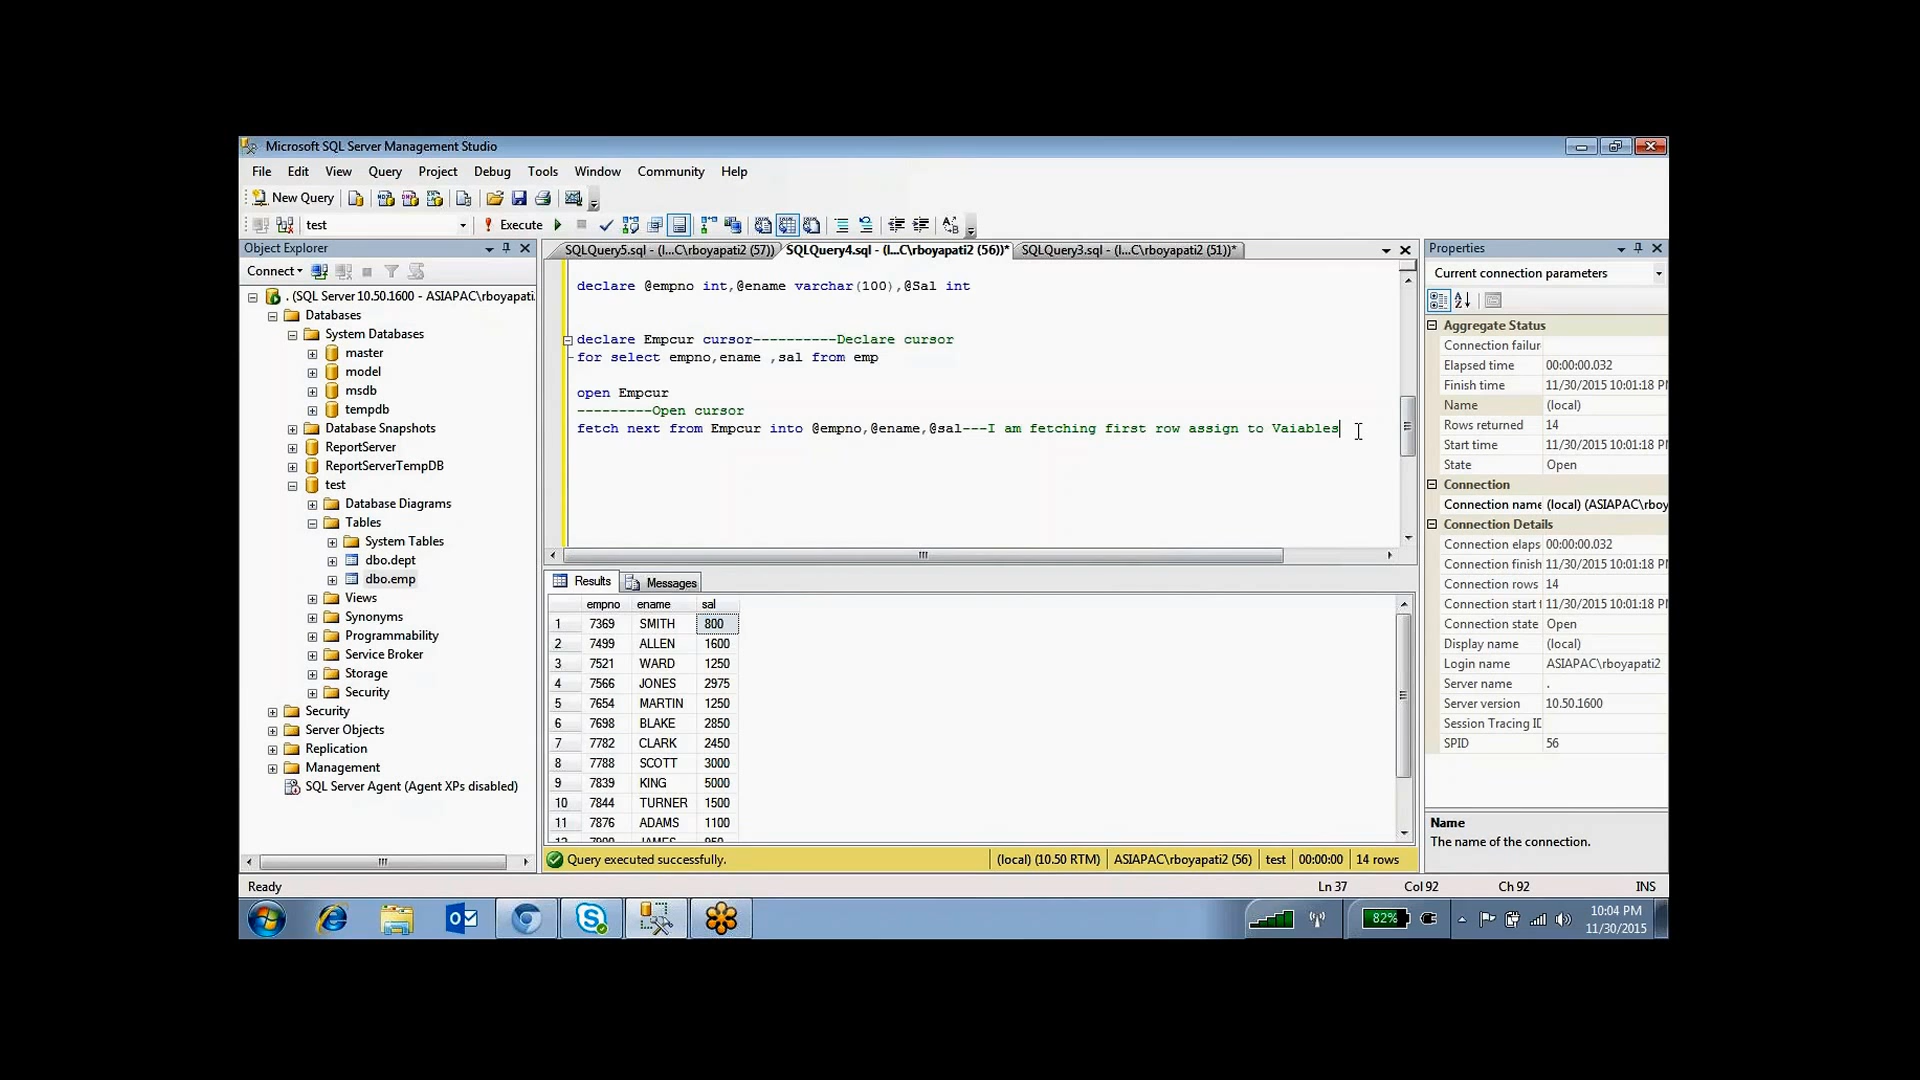 Microsoft SQL Server Management Studio
File Edit View Query Project Debug Tools Window Community Help
New Query
test Execute
Object Explorer
Connect
. (SQL Server 10.50.1600 - ASIAPAC\rboyapati.
Databases
System Databases
master
model
msdb
tempdb
Database Snapshots
ReportServer
ReportServerTempDB
test
Database Diagrams
Tables
System Tables
dbo.dept
dbo.emp
Views
Synonyms
Programmability
Service Broker
Storage
Security
Security
Server Objects
Replication
Management
SQL Server Agent (Agent XPs disabled)
SQLQuery5.sql - (l...C\rboyapati2 (57)) SQLQuery4.sql - (l...C\rboyapati2 (56))* SQLQuery3.sql - (l...C\rboyapati2 (51))*
declare @empno int,@ename varchar(100),@Sal int
declare Empcur cursor----------Declare cursor
for select empno,ename ,sal from emp
open Empcur
---------Open cursor
fetch next from Empcur into @empno,@ename,@sal---I am fetching first row assign to Vaiables
Results Messages
empno ename sal
1 7369 SMITH 800
2 7499 ALLEN 1600
3 7521 WARD 1250
4 7566 JONES 2975
5 7654 MARTIN 1250
6 7698 BLAKE 2850
7 7782 CLARK 2450
8 7788 SCOTT 3000
9 7839 KING 5000
10 7844 TURNER 1500
11 7876 ADAMS 1100
12 7900 JAMES 950
Query executed successfully. (local) (10.50 RTM) ASIAPAC\rboyapati2 (56) test 00:00:00 14 rows
Properties
Current connection parameters
Aggregate Status
Connection failur
Elapsed time 00:00:00.032
Finish time 11/30/2015 10:01:18 PM
Name (local)
Rows returned 14
Start time 11/30/2015 10:01:18 PM
State Open
Connection
Connection name (local) (ASIAPAC\rboy
Connection Details
Connection elaps 00:00:00.032
Connection finish 11/30/2015 10:01:18 PM
Connection rows 14
Connection start t 11/30/2015 10:01:18 PM
Connection state Open
Display name (local)
Login name ASIAPAC\rboyapati2
Server name .
Server version 10.50.1600
Session Tracing ID
SPID 56
Name
The name of the connection.
Ready Ln 37 Col 92 Ch 92 INS
82%
10:04 PM
11/30/2015